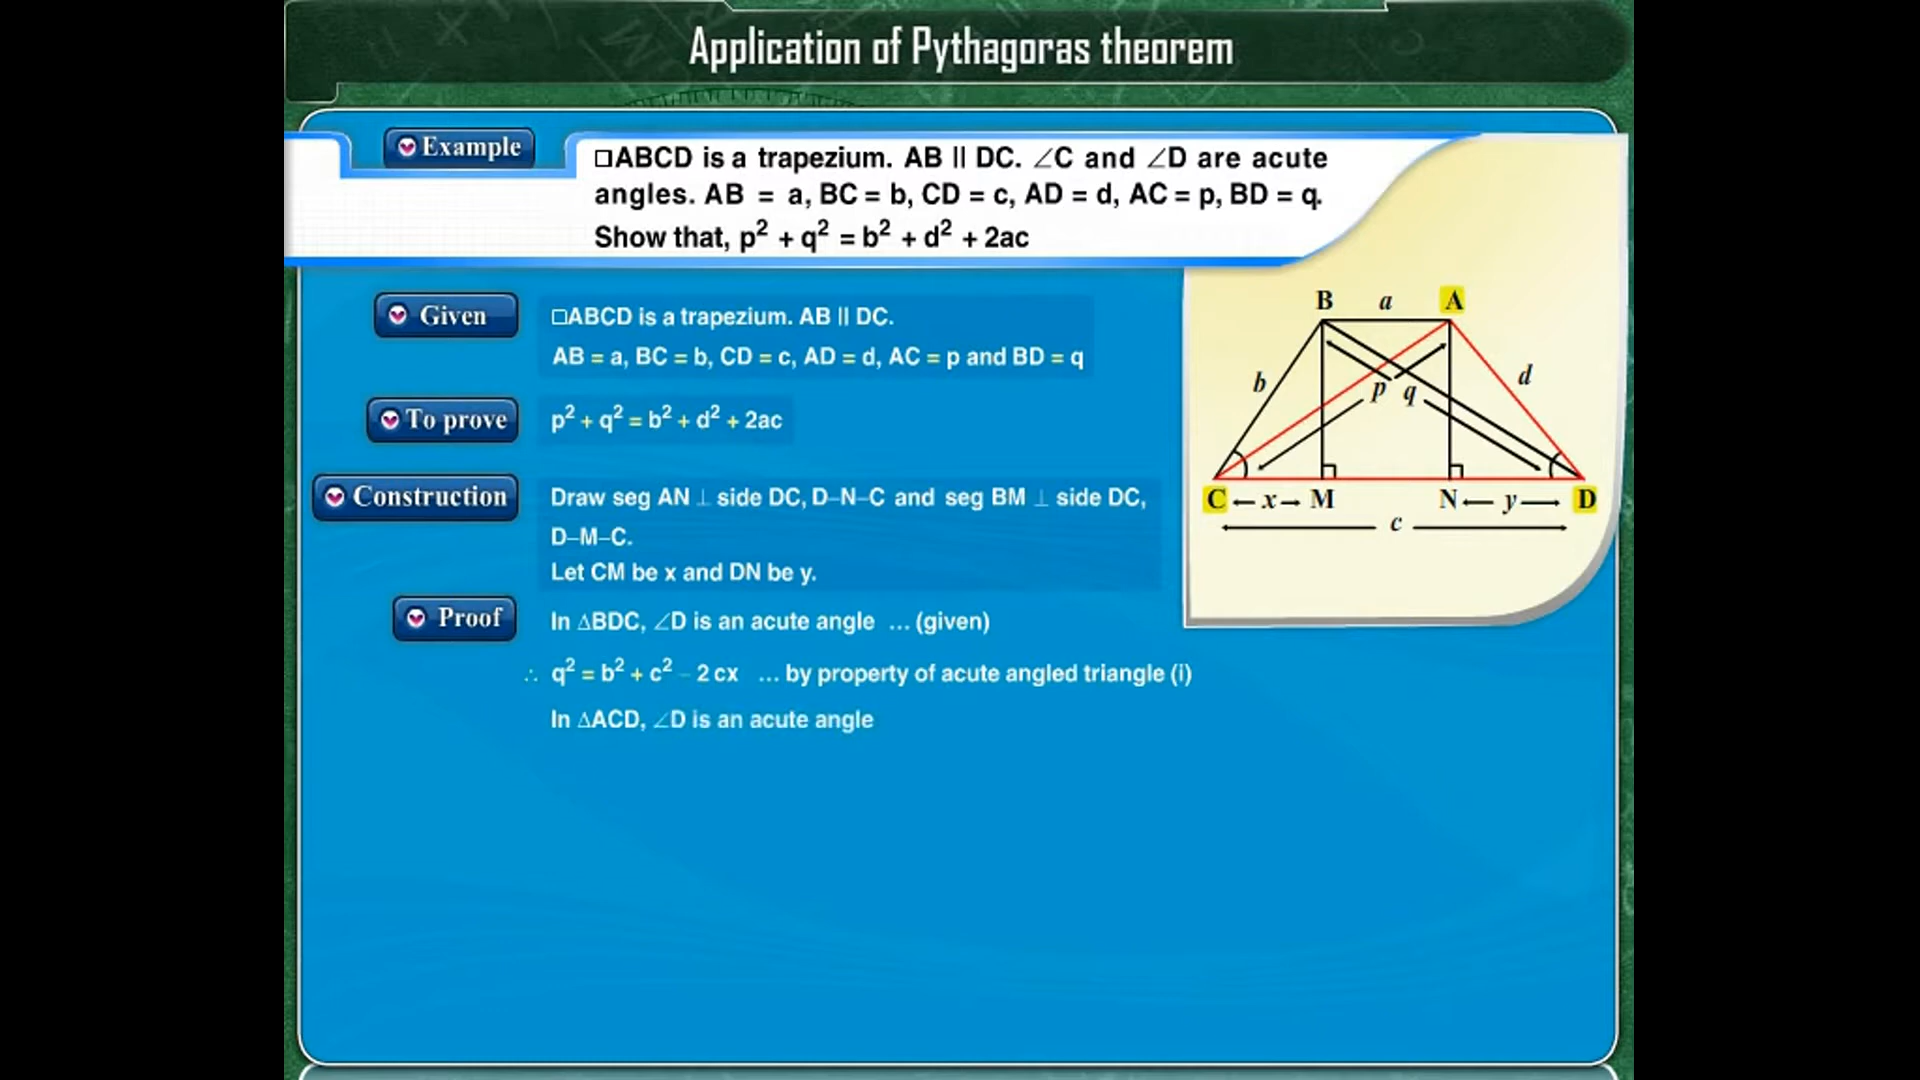 Application of Pythagoras theorem
Example
□ABCD is a trapezium. AB || DC. ∠C and ∠D are acute
angles. AB = a, BC = b, CD = c, AD = d, AC = p, BD = q.
Show that, p² + q² = b² + d² + 2ac
Given
□ABCD is a trapezium. AB || DC.
AB = a, BC = b, CD = c, AD = d, AC = p and BD = q
To prove
p² + q² = b² + d² + 2ac
Construction
Draw seg AN ⊥ side DC, D–N–C and seg BM ⊥ side DC,
D–M–C.
Let CM be x and DN be y.
Proof
In ∆BDC, ∠D is an acute angle ... (given)
∴ q² = b² + c² – 2 cx ... by property of acute angled triangle (i)
In ∆ACD, ∠D is an acute angle
B a A
b p q d
C x M N y D
c